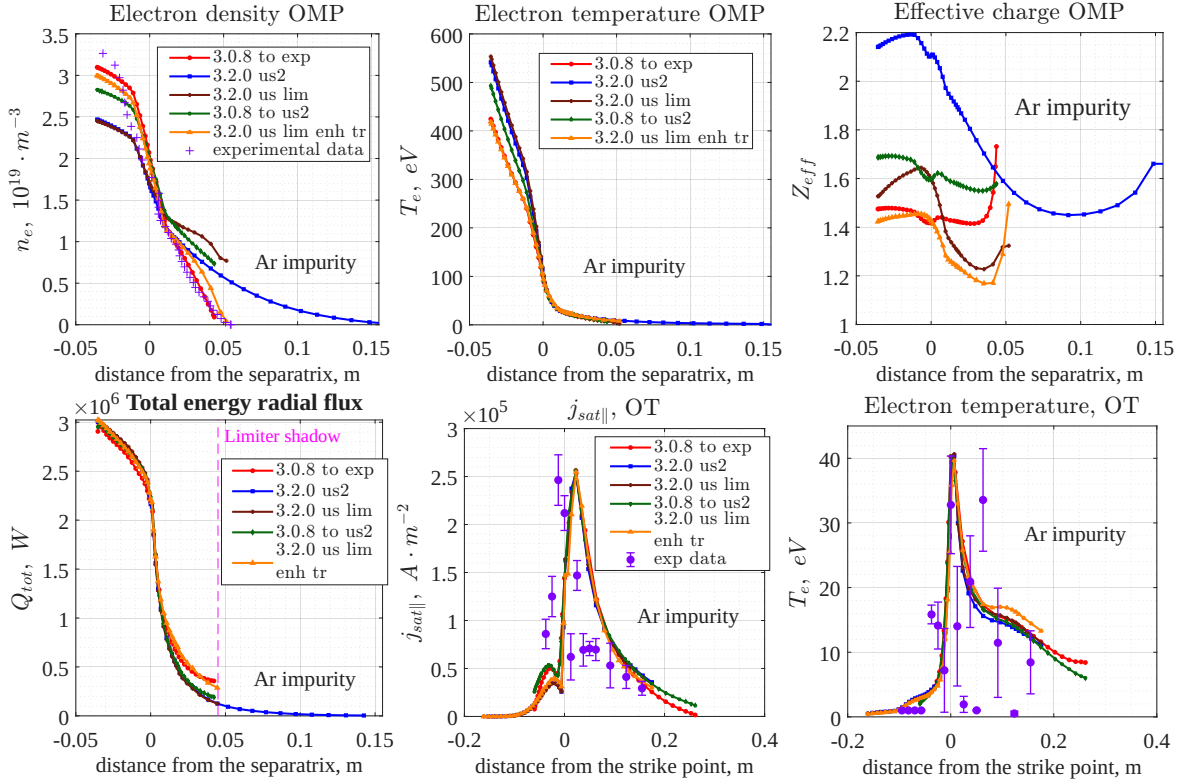 Electron density OMP
3.5
3
2.5
2
1.5
1
0.5
0
-0.05
0
0.05
0.1
0.15
n_e, 10^19 · m^−3
distance from the separatrix, m
3.0.8 to exp
3.2.0 us2
3.2.0 us lim
3.0.8 to us2
3.2.0 us lim enh tr
experimental data
Ar impurity
Electron temperature OMP
600
500
400
300
200
100
0
-0.05
0
0.05
0.1
0.15
T_e, eV
distance from the separatrix, m
3.0.8 to exp
3.2.0 us2
3.2.0 us lim
3.0.8 to us2
3.2.0 us lim enh tr
Ar impurity
Effective charge OMP
2.2
2
1.8
1.6
1.4
1.2
1
-0.05
0
0.05
0.1
0.15
Z_eff
distance from the separatrix, m
Ar impurity
×10^6
Total energy radial flux
3
2.5
2
1.5
1
0.5
0
-0.05
0
0.05
0.1
0.15
Q_tot, W
distance from the separatrix, m
Limiter shadow
3.0.8 to exp
3.2.0 us2
3.2.0 us lim
3.0.8 to us2
3.2.0 us lim
enh tr
Ar impurity
×10^5
j_sat||, OT
3
2.5
2
1.5
1
0.5
0
-0.2
0
0.2
0.4
j_sat||, A · m^−2
distance from the strike point, m
3.0.8 to exp
3.2.0 us2
3.2.0 us lim
3.0.8 to us2
3.2.0 us lim
enh tr
exp data
Ar impurity
Electron temperature, OT
40
30
20
10
0
-0.2
0
0.2
0.4
T_e, eV
distance from the strike point, m
Ar impurity